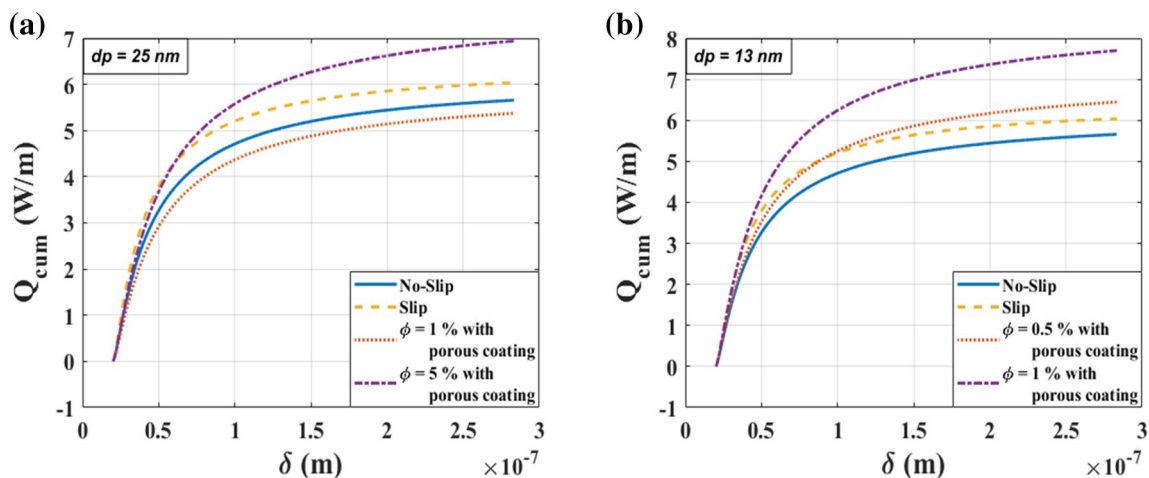 (a)
dp = 25 nm
7
6
5
4
3
2
1
0
-1
Q_cum (W/m)
0 0.5 1 1.5 2 2.5 3
δ (m)
×10^-7
No-Slip
Slip
ϕ = 1 % with
porous coating
ϕ = 5 % with
porous coating
(b)
dp = 13 nm
8
7
6
5
4
3
2
1
0
-1
Q_cum (W/m)
0 0.5 1 1.5 2 2.5 3
δ (m)
×10^-7
No-Slip
Slip
ϕ = 0.5 % with
porous coating
ϕ = 1 % with
porous coating